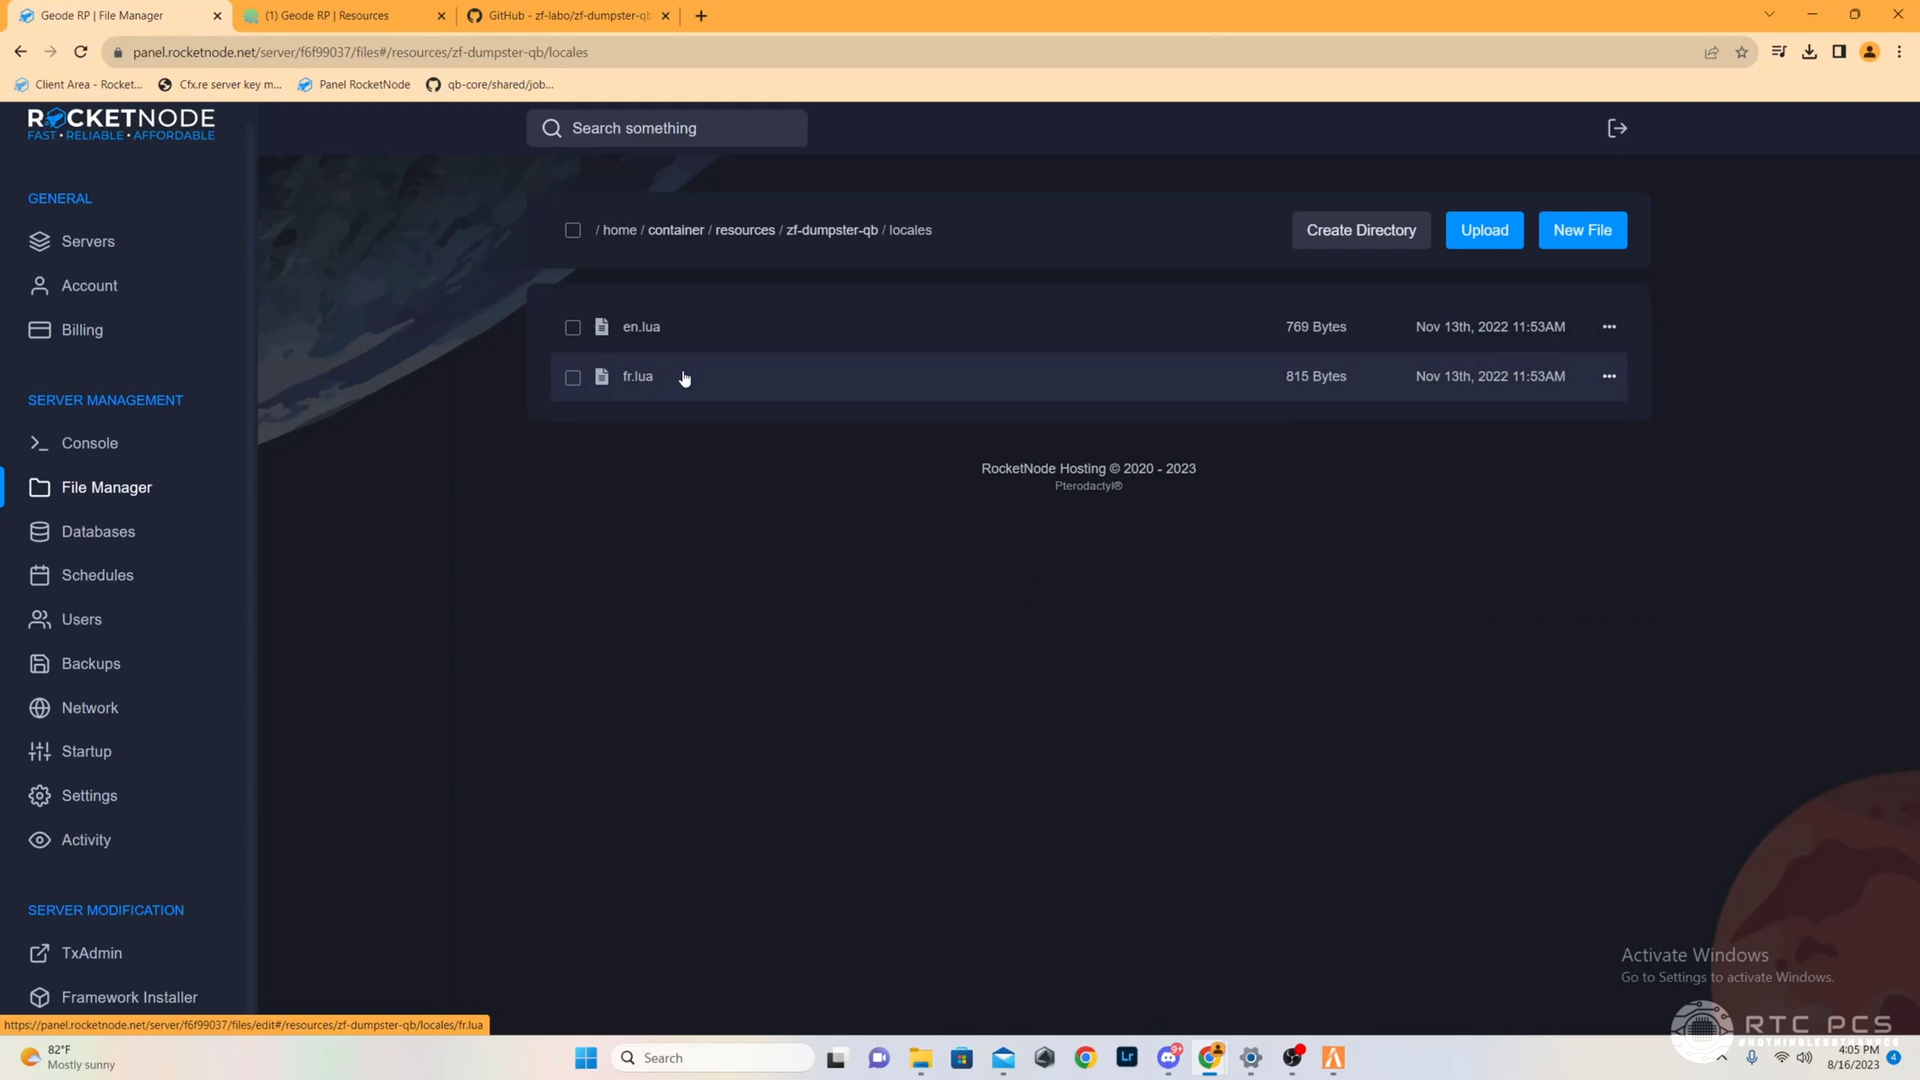 Geode RP | File Manager
(1) Geode RP | Resources
GitHub - zf-labo/zf-dumpster-qb
panel.rocketnode.net/server/f6f99037/files#/resources/zf-dumpster-qb/locales
Client Area - Rocket...
Cfx.re server key m...
Panel RocketNode
qb-core/shared/job...
ROCKETNODE
FAST • RELIABLE • AFFORDABLE
Search something
GENERAL
Servers
Account
Billing
SERVER MANAGEMENT
Console
File Manager
Databases
Schedules
Users
Backups
Network
Startup
Settings
Activity
SERVER MODIFICATION
TxAdmin
Framework Installer
/ home / container / resources / zf-dumpster-qb / locales
Create Directory
Upload
New File
en.lua 769 Bytes Nov 13th, 2022 11:53AM
fr.lua 815 Bytes Nov 13th, 2022 11:53AM
RocketNode Hosting © 2020 - 2023
Pterodactyl®
Activate Windows
Go to Settings to activate Windows.
https://panel.rocketnode.net/server/f6f99037/files/edit#/resources/zf-dumpster-qb/locales/fr.lua
RTC PCS
#NOTHINGLESSTHANPCS
82°F
Mostly sunny
Search
Lr
9+
4:05 PM
8/16/2023
4